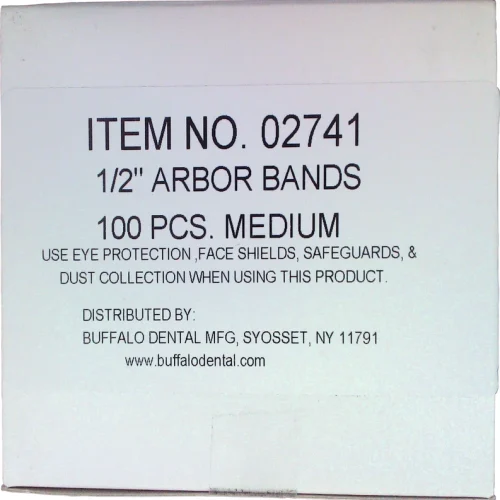 ITEM NO. 02741
1/2" ARBOR BANDS
100 PCS. MEDIUM
USE EYE PROTECTION ,FACE SHIELDS, SAFEGUARDS, &
DUST COLLECTION WHEN USING THIS PRODUCT.
DISTRIBUTED BY:
BUFFALO DENTAL MFG, SYOSSET, NY 11791
www.buffalodental.com